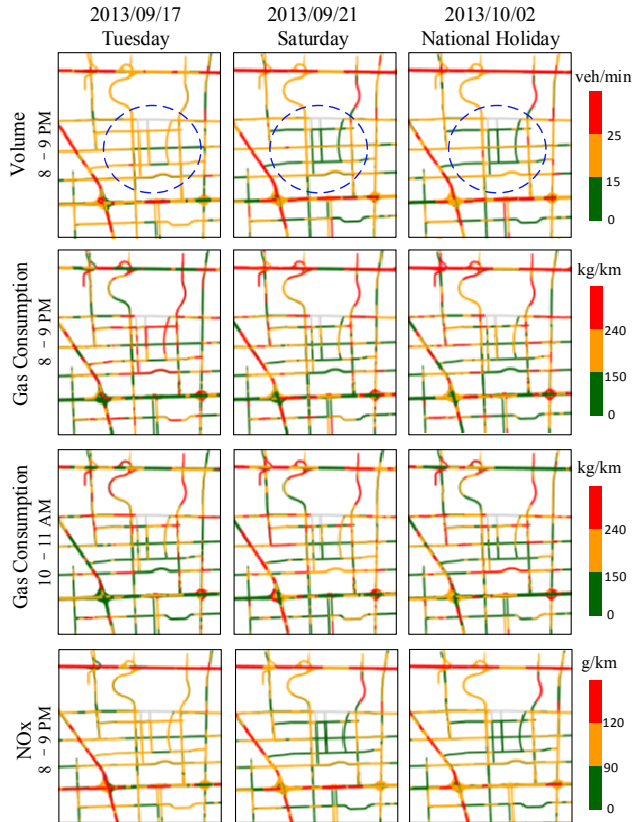 2013/09/17
Tuesday
2013/09/21
Saturday
2013/10/02
National Holiday
Volume
8 – 9 PM
veh/min
25
15
0
Gas Consumption
8 – 9 PM
kg/km
240
150
0
Gas Consumption
10 – 11 AM
kg/km
240
150
0
NOx
8 – 9 PM
g/km
120
90
0